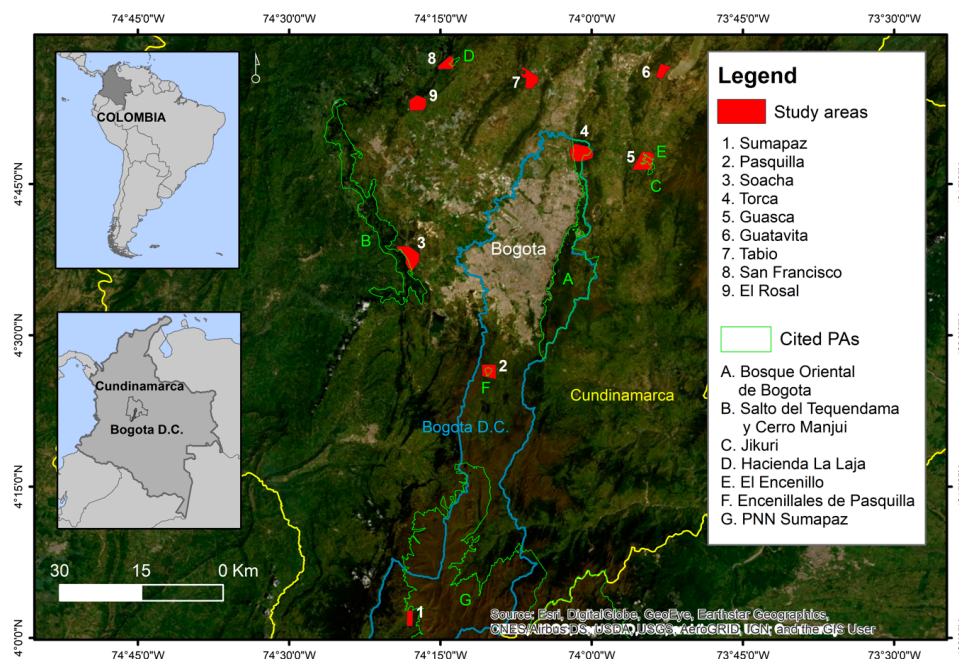 74°45'0"W 74°30'0"W 74°15'0"W 74°0'0"W 73°45'0"W 73°30'0"W
COLOMBIA
8 D
9
7
6
4
5 E
C
B
3
Bogota
A
4°45'0"N
4°30'0"N
4°15'0"N
4°0'0"N
2
F
Cundinamarca
Bogota D.C.
G
1
Cundinamarca
Bogota D.C.
30 15 0 Km
Legend
Study areas
1. Sumapaz
2. Pasquilla
3. Soacha
4. Torca
5. Guasca
6. Guatavita
7. Tabio
8. San Francisco
9. El Rosal
Cited PAs
A. Bosque Oriental
de Bogota
B. Salto del Tequendama
y Cerro Manjui
C. Jikuri
D. Hacienda La Laja
E. El Encenillo
F. Encenillales de Pasquilla
G. PNN Sumapaz
Source: Esri, DigitalGlobe, GeoEye, Earthstar Geographics,
CNES/Airbus DS, USDA, USGS, AeroGRID, IGN, and the GIS User
74°45'0"W 74°30'0"W 74°15'0"W 74°0'0"W 73°45'0"W 73°30'0"W